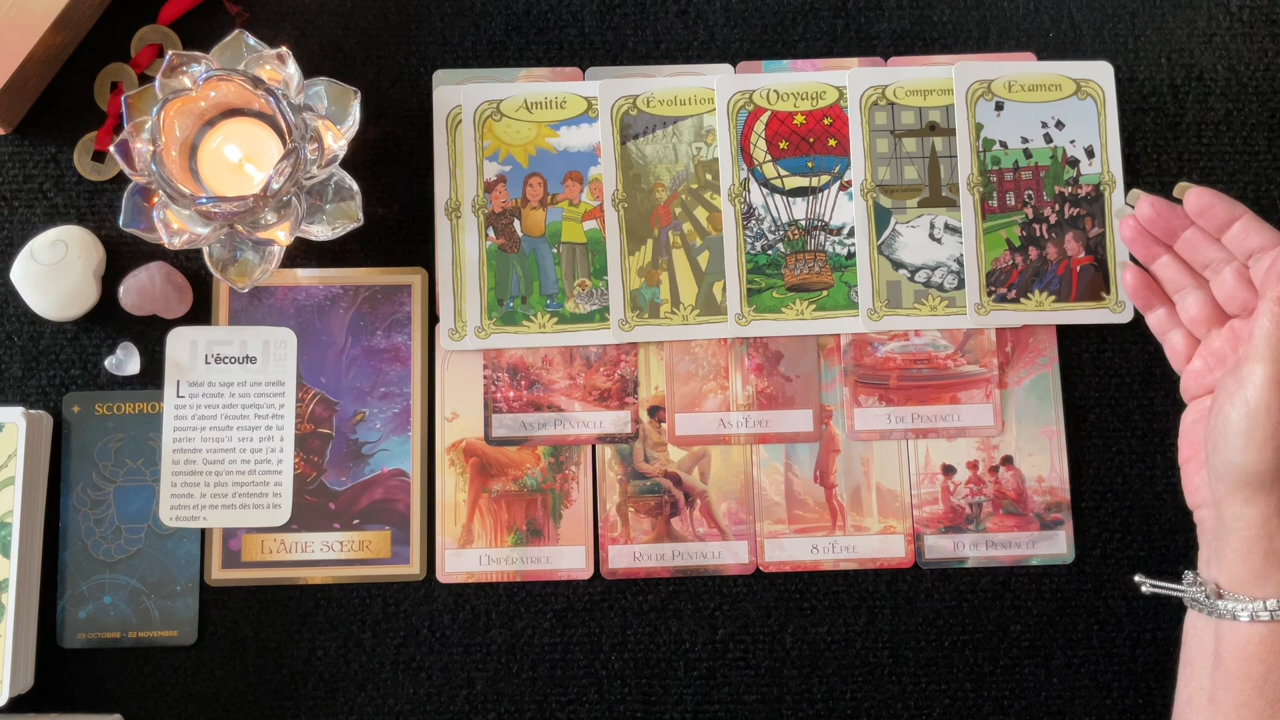 Amitié
Évolution
Voyage
Comprom
Examen
14
24
38
26
L'écoute
L'idéal du sage est une oreille
qui écoute. Je suis conscient
que si je veux aider quelqu'un, je
dois d'abord l'écouter. Peut-être
pourrai-je ensuite essayer de lui
parler lorsqu'il sera prêt à
entendre vraiment ce que j'ai à
lui dire. Quand on me parle, je
considère ce qu'on me dit comme
la chose la plus importante au
monde. Je cesse d'entendre les
autres et je me mets dès lors à les
« écouter ».
SCORPION
23 OCTOBRE - 22 NOVEMBRE
L'ÂME SŒUR
AS DE PENTACLE
AS D'ÉPÉE
3 DE PENTACLE
L'IMPÉRATRICE
ROI DE PENTACLE
8 D'ÉPÉE
10 DE PENTACLE